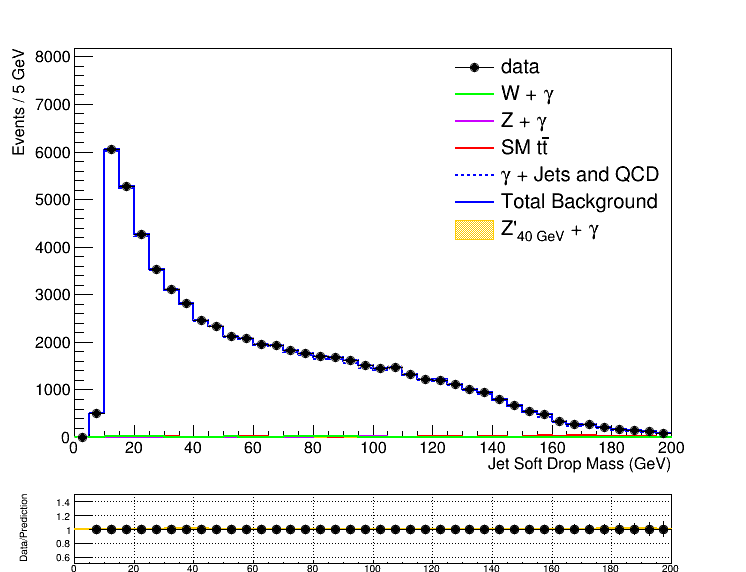 Events / 5 GeV
8000
7000
6000
5000
4000
3000
2000
1000
0
data
W + γ
Z + γ
SM tt̄
γ + Jets and QCD
Total Background
Z'40 GeV + γ
0 20 40 60 80 100 120 140 160 180 200
Jet Soft Drop Mass (GeV)
Data/Prediction
1.4
1.2
1
0.8
0.6
0 20 40 60 80 100 120 140 160 180 200